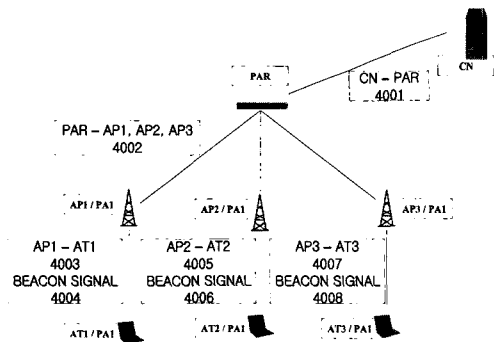 CN
PAR
CN – PAR
4001
PAR – AP1, AP2, AP3
4002
AP1 / PA1
AP2 / PA1
AP3 / PA1
AP1 – AT1
4003
BEACON SIGNAL
4004
AP2 – AT2
4005
BEACON SIGNAL
4006
AP3 – AT3
4007
BEACON SIGNAL
4008
AT1 / PA1
AT2 / PA1
AT3 / PA1